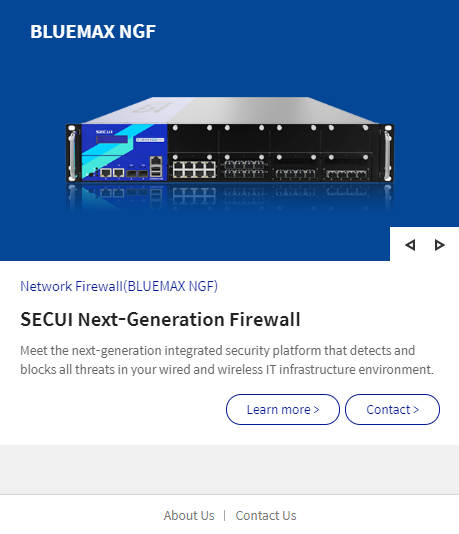 BLUEMAX NGF
SECUI
Network Firewall(BLUEMAX NGF)
SECUI Next-Generation Firewall
Meet the next-generation integrated security platform that detects and
blocks all threats in your wired and wireless IT infrastructure environment.
Learn more >
Contact >
About Us | Contact Us